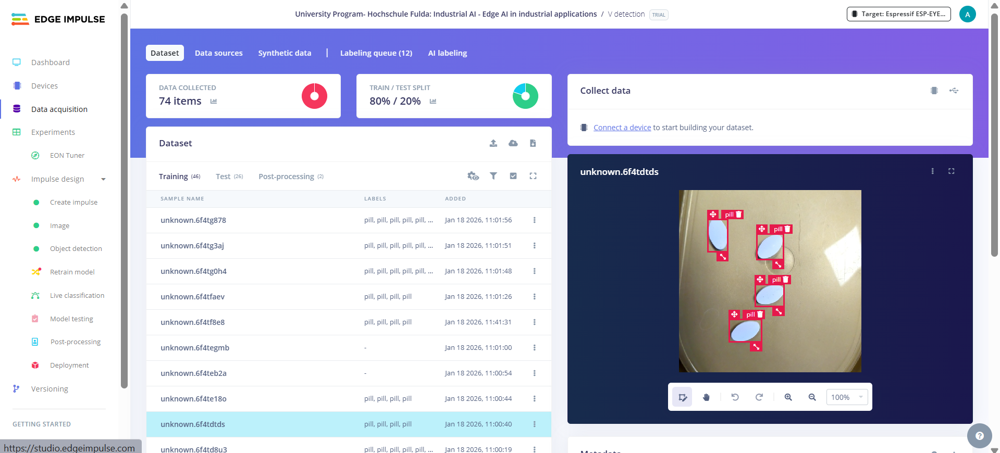 EDGE IMPULSE
University Program- Hochschule Fulda: Industrial AI - Edge AI in industrial applications / V detection TRIAL
Target: Espressif ESP-EYE...
A
Dashboard
Devices
Data acquisition
Experiments
EON Tuner
Impulse design
Create impulse
Image
Object detection
Retrain model
Live classification
Model testing
Post-processing
Deployment
Versioning
GETTING STARTED
https://studio.edgeimpulse.com
Dataset Data sources Synthetic data | Labeling queue (12) AI labeling
DATA COLLECTED
74 items
TRAIN / TEST SPLIT
80% / 20%
Dataset
Training (46) Test (26) Post-processing (2)
SAMPLE NAME LABELS ADDED
unknown.6f4tg878 pill, pill, pill, pill, pill, ... Jan 18 2026, 11:01:56
unknown.6f4tg3aj pill, pill, pill, pill, pill, ... Jan 18 2026, 11:01:51
unknown.6f4tg0h4 pill, pill, pill, pill, pill, ... Jan 18 2026, 11:01:48
unknown.6f4tfaev pill, pill, pill, pill Jan 18 2026, 11:01:26
unknown.6f4tf8e8 pill, pill, pill, pill Jan 18 2026, 11:41:31
unknown.6f4tegmb - Jan 18 2026, 11:01:00
unknown.6f4teb2a - Jan 18 2026, 11:00:54
unknown.6f4te18o pill, pill, pill, pill Jan 18 2026, 11:00:44
unknown.6f4tdtds pill, pill, pill, pill Jan 18 2026, 11:00:40
unknown.6f4td8u3 pill, pill, pill, pill, pill, ... Jan 18 2026, 11:00:19
Collect data
Connect a device to start building your dataset.
unknown.6f4tdtds
pill
pill
pill
pill
100%
?
Metadata